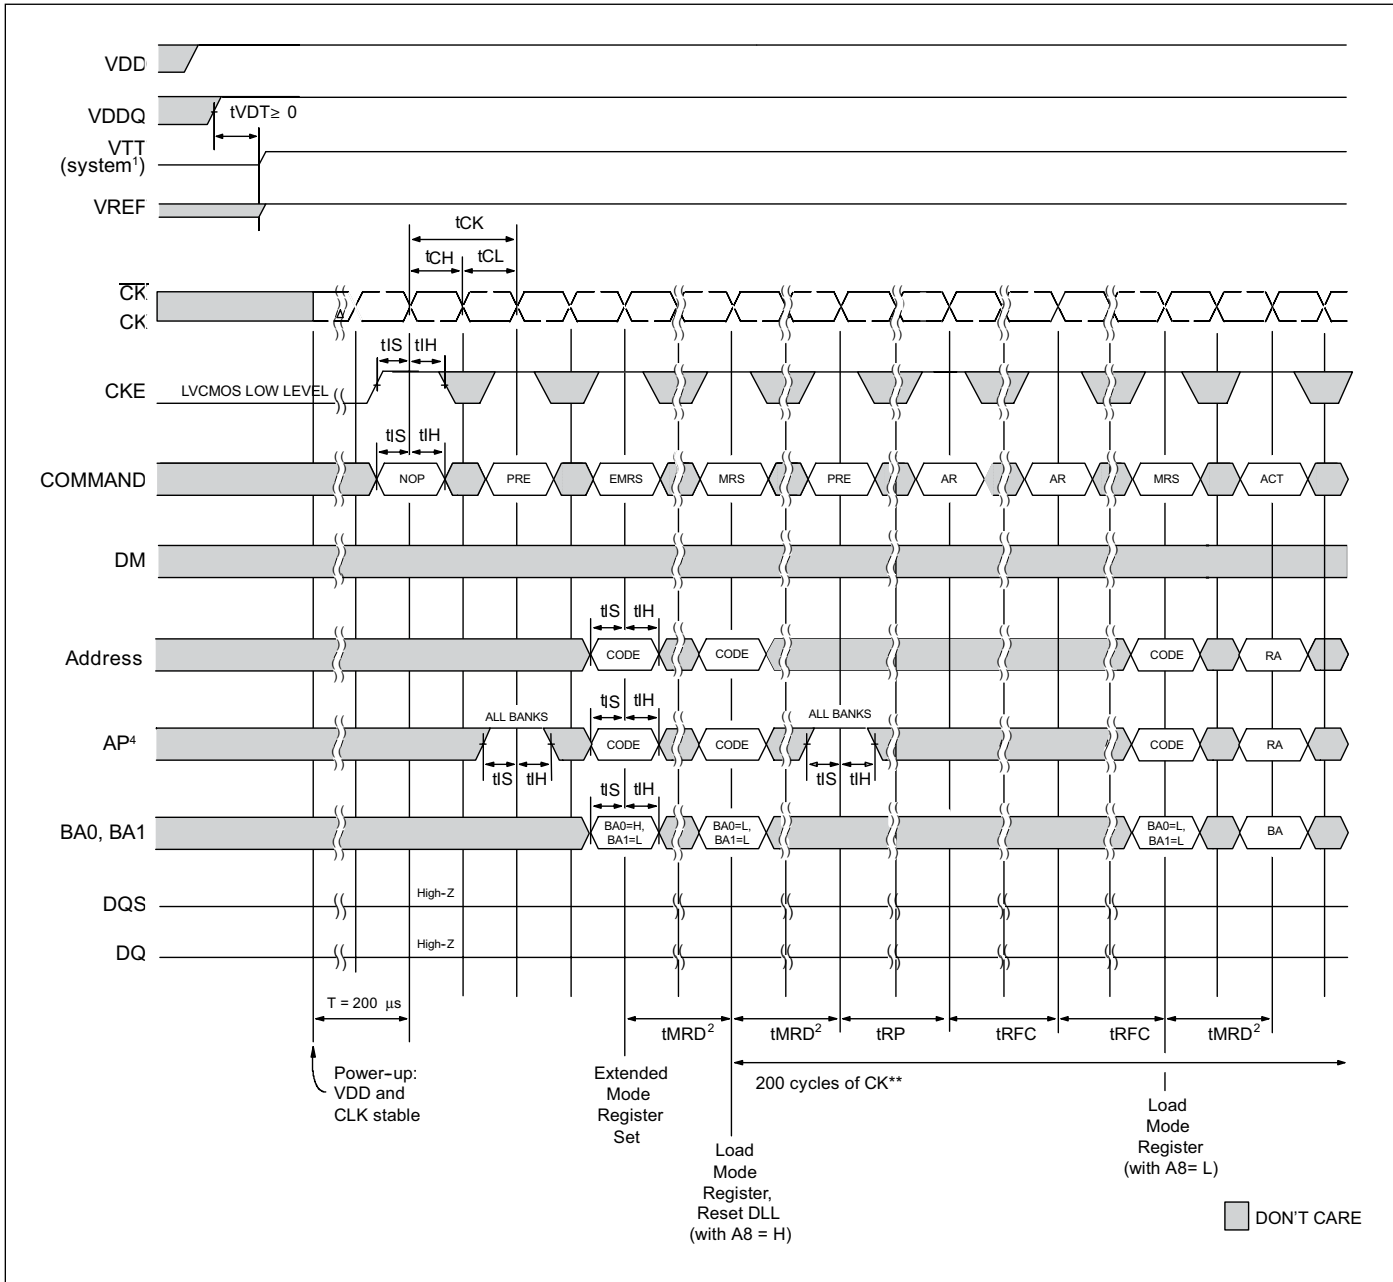 VDD
VDDQ
tVDT≥ 0
VTT
(system¹)
VREF
tCK
tCH
tCL
CK
CK
tIS
tIH
CKE
LVCMOS LOW LEVEL
tIS
tIH
COMMAND
NOP
PRE
EMRS
MRS
PRE
AR
AR
MRS
ACT
DM
tIS
tIH
Address
CODE
CODE
CODE
RA
tIS
tIH
ALL BANKS
ALL BANKS
AP⁴
CODE
CODE
CODE
RA
tIS
tIH
tIS
tIH
tIS
tIH
BA0, BA1
BA0=H,
BA1=L
BA0=L,
BA1=L
BA0=L,
BA1=L
BA
DQS
High-Z
DQ
High-Z
T = 200 µs
tMRD²
tMRD²
tRP
tRFC
tRFC
tMRD²
Power-up:
VDD and
CLK stable
Extended
Mode
Register
Set
200 cycles of CK**
Load
Mode
Register,
Reset DLL
(with A8 = H)
Load
Mode
Register
(with A8= L)
DON'T CARE